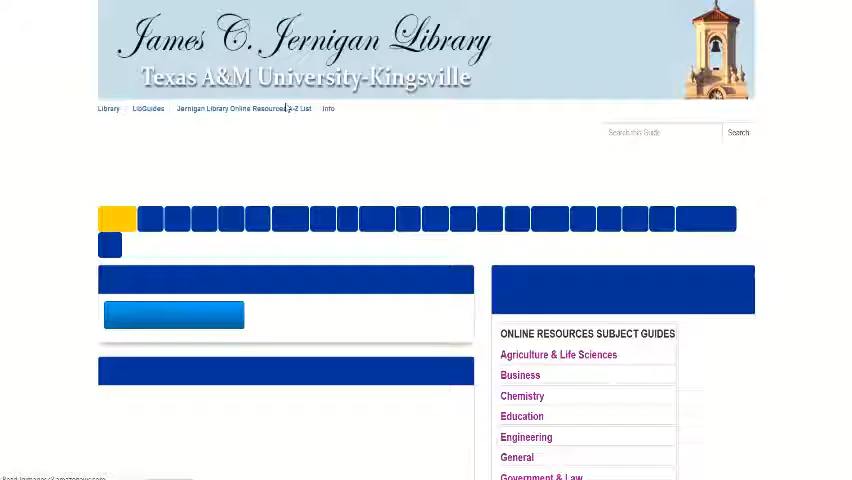 James C. Jernigan Library
Texas A&M University-Kingsville
Library LibGuides Jernigan Library Online Resources A-Z List Info
Search this Guide Search
ONLINE RESOURCES SUBJECT GUIDES
Agriculture & Life Sciences
Business
Chemistry
Education
Engineering
General
Government & Law